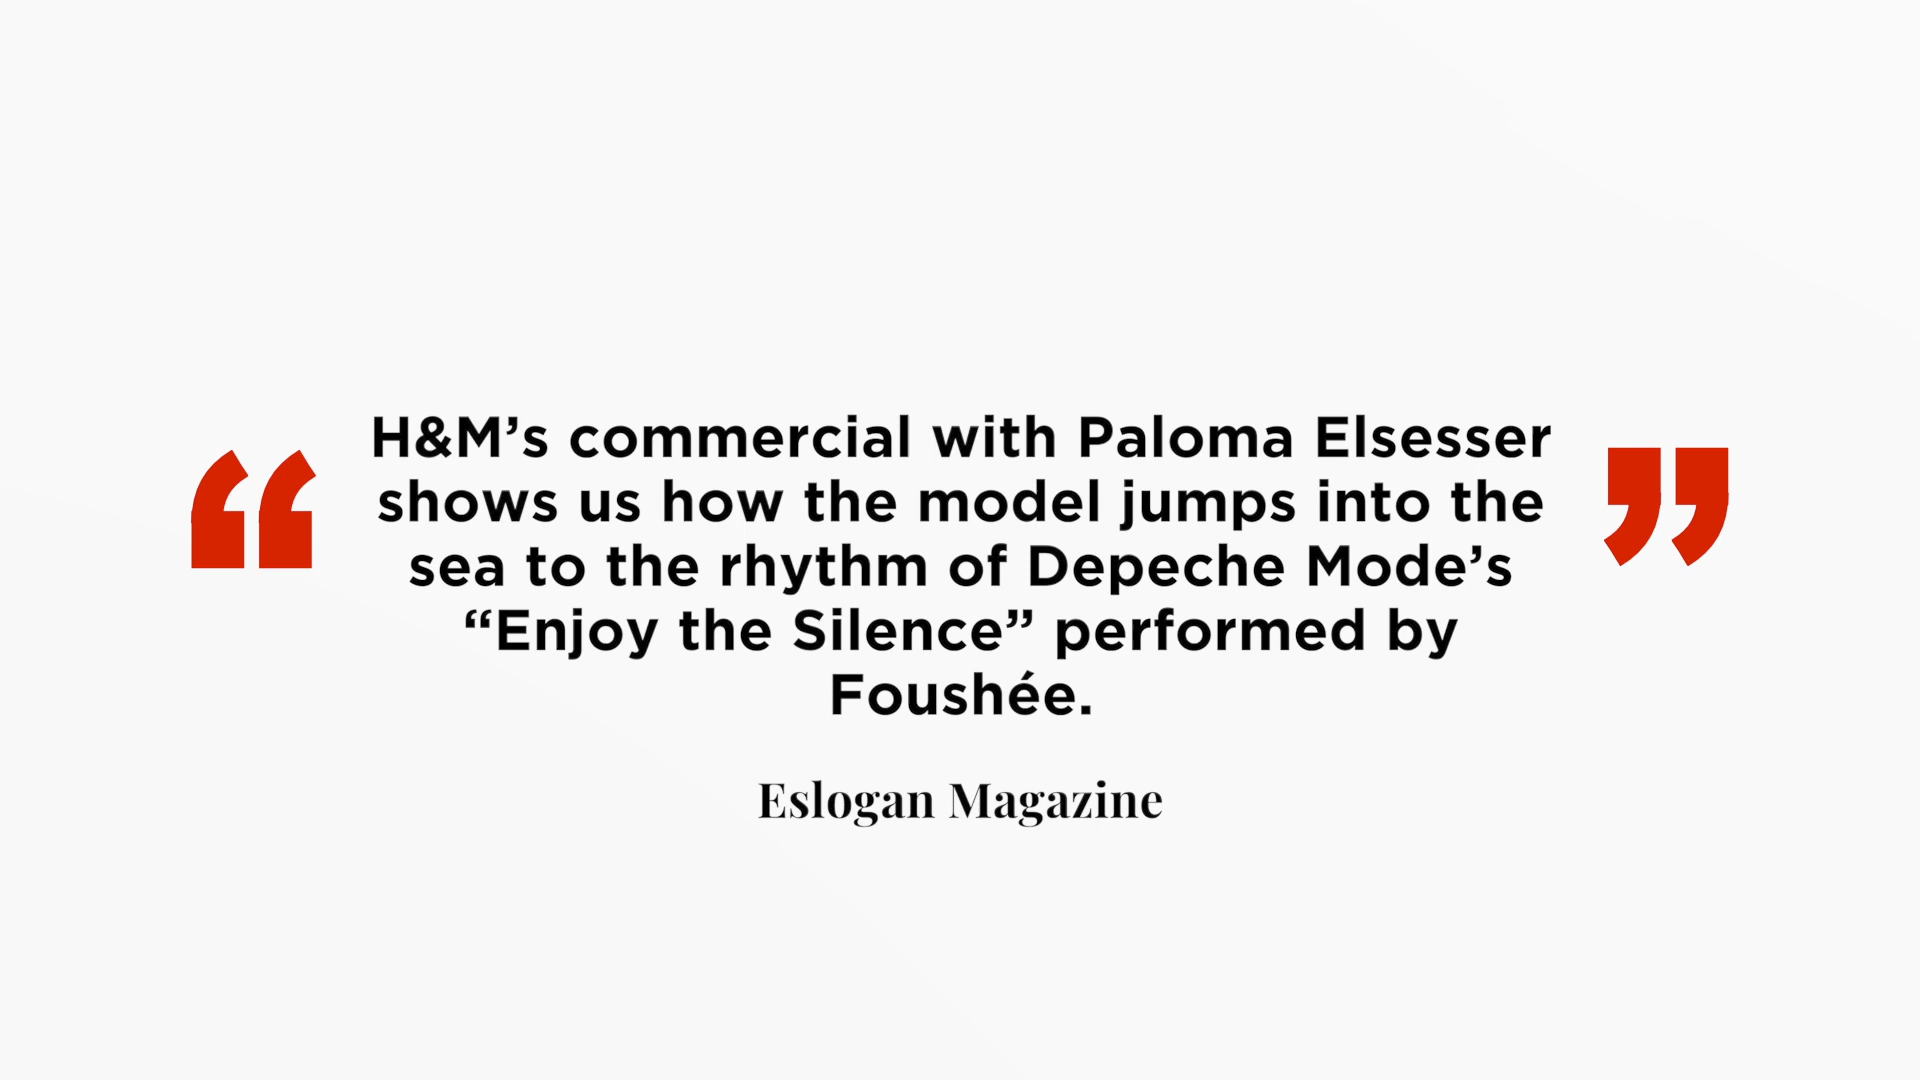 “ H&M’s commercial with Paloma Elsesser ”
shows us how the model jumps into the
sea to the rhythm of Depeche Mode’s
“Enjoy the Silence” performed by
Foushée.
Eslogan Magazine